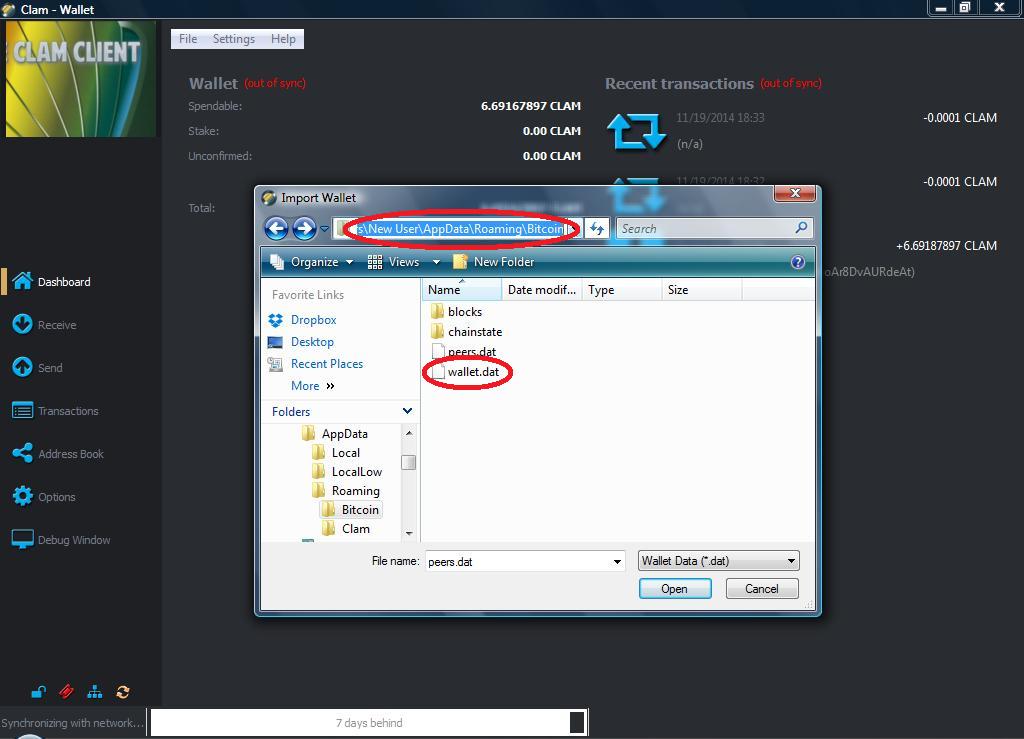 Clam - Wallet
CLAM CLIENT
File Settings Help
Wallet (out of sync)
Spendable: 6.69167897 CLAM
Stake: 0.00 CLAM
Unconfirmed: 0.00 CLAM
Total:
Recent transactions (out of sync)
11/19/2014 18:33 -0.0001 CLAM
(n/a)
11/19/2014 18:32 -0.0001 CLAM
+6.69187897 CLAM
oAr8DvAURdeAt)
Dashboard
Receive
Send
Transactions
Address Book
Options
Debug Window
Import Wallet
s\New User\AppData\Roaming\Bitcoin
Search
Organize Views New Folder
Favorite Links
Dropbox
Desktop
Recent Places
More »
Folders
AppData
Local
LocalLow
Roaming
Bitcoin
Clam
Name Date modif... Type Size
blocks
chainstate
peers.dat
wallet.dat
File name: peers.dat
Wallet Data (*.dat)
Open Cancel
Synchronizing with network...
7 days behind